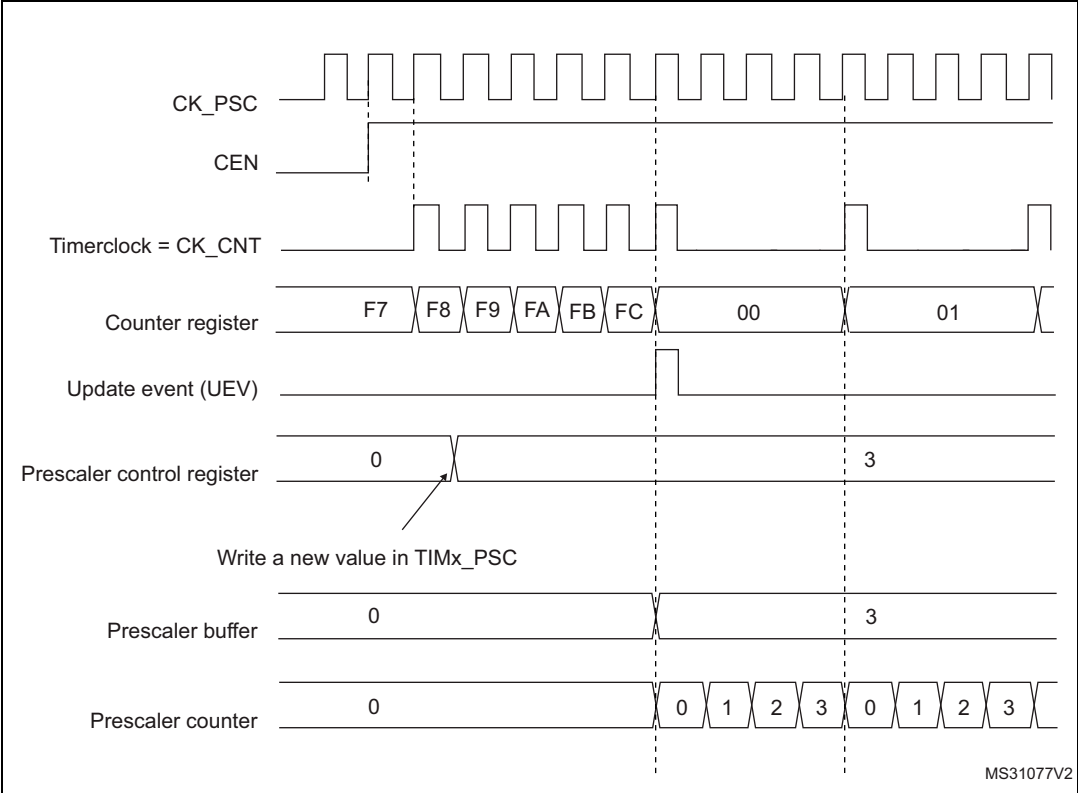 CK_PSC
CEN
Timerclock = CK_CNT
Counter register F7 F8 F9 FA FB FC 00 01
Update event (UEV)
Prescaler control register 0 3
Write a new value in TIMx_PSC
Prescaler buffer 0 3
Prescaler counter 0 0 1 2 3 0 1 2 3
MS31077V2